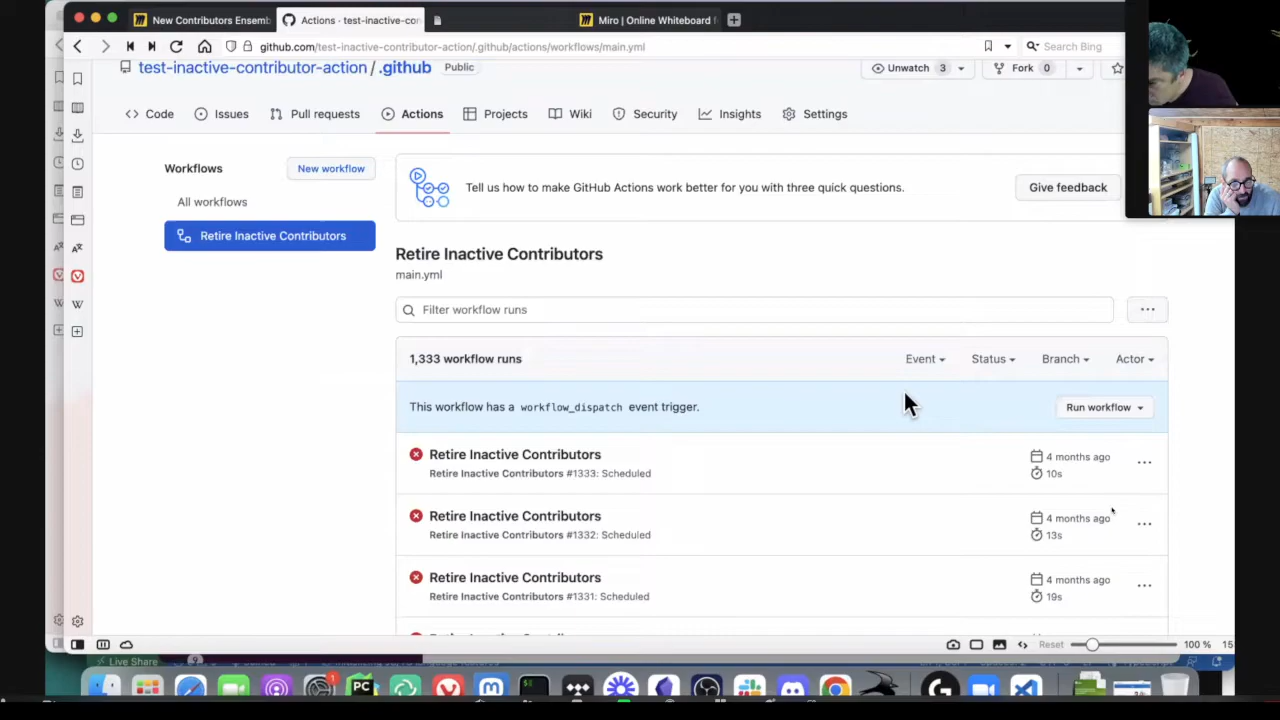 New Contributors Ensemb
Actions · test-inactive-con
Miro | Online Whiteboard f
github.com/test-inactive-contributor-action/.github/actions/workflows/main.yml
Search Bing
test-inactive-contributor-action / .github
Public
Unwatch 3
Fork 0
Code
Issues
Pull requests
Actions
Projects
Wiki
Security
Insights
Settings
Workflows
New workflow
All workflows
Retire Inactive Contributors
Tell us how to make GitHub Actions work better for you with three quick questions.
Give feedback
Retire Inactive Contributors
main.yml
Filter workflow runs
1,333 workflow runs
Event
Status
Branch
Actor
This workflow has a workflow_dispatch event trigger.
Run workflow
Retire Inactive Contributors
Retire Inactive Contributors #1333: Scheduled
4 months ago
10s
Retire Inactive Contributors
Retire Inactive Contributors #1332: Scheduled
4 months ago
13s
Retire Inactive Contributors
Retire Inactive Contributors #1331: Scheduled
4 months ago
19s
Reset
100 %
15
Live Share
PC